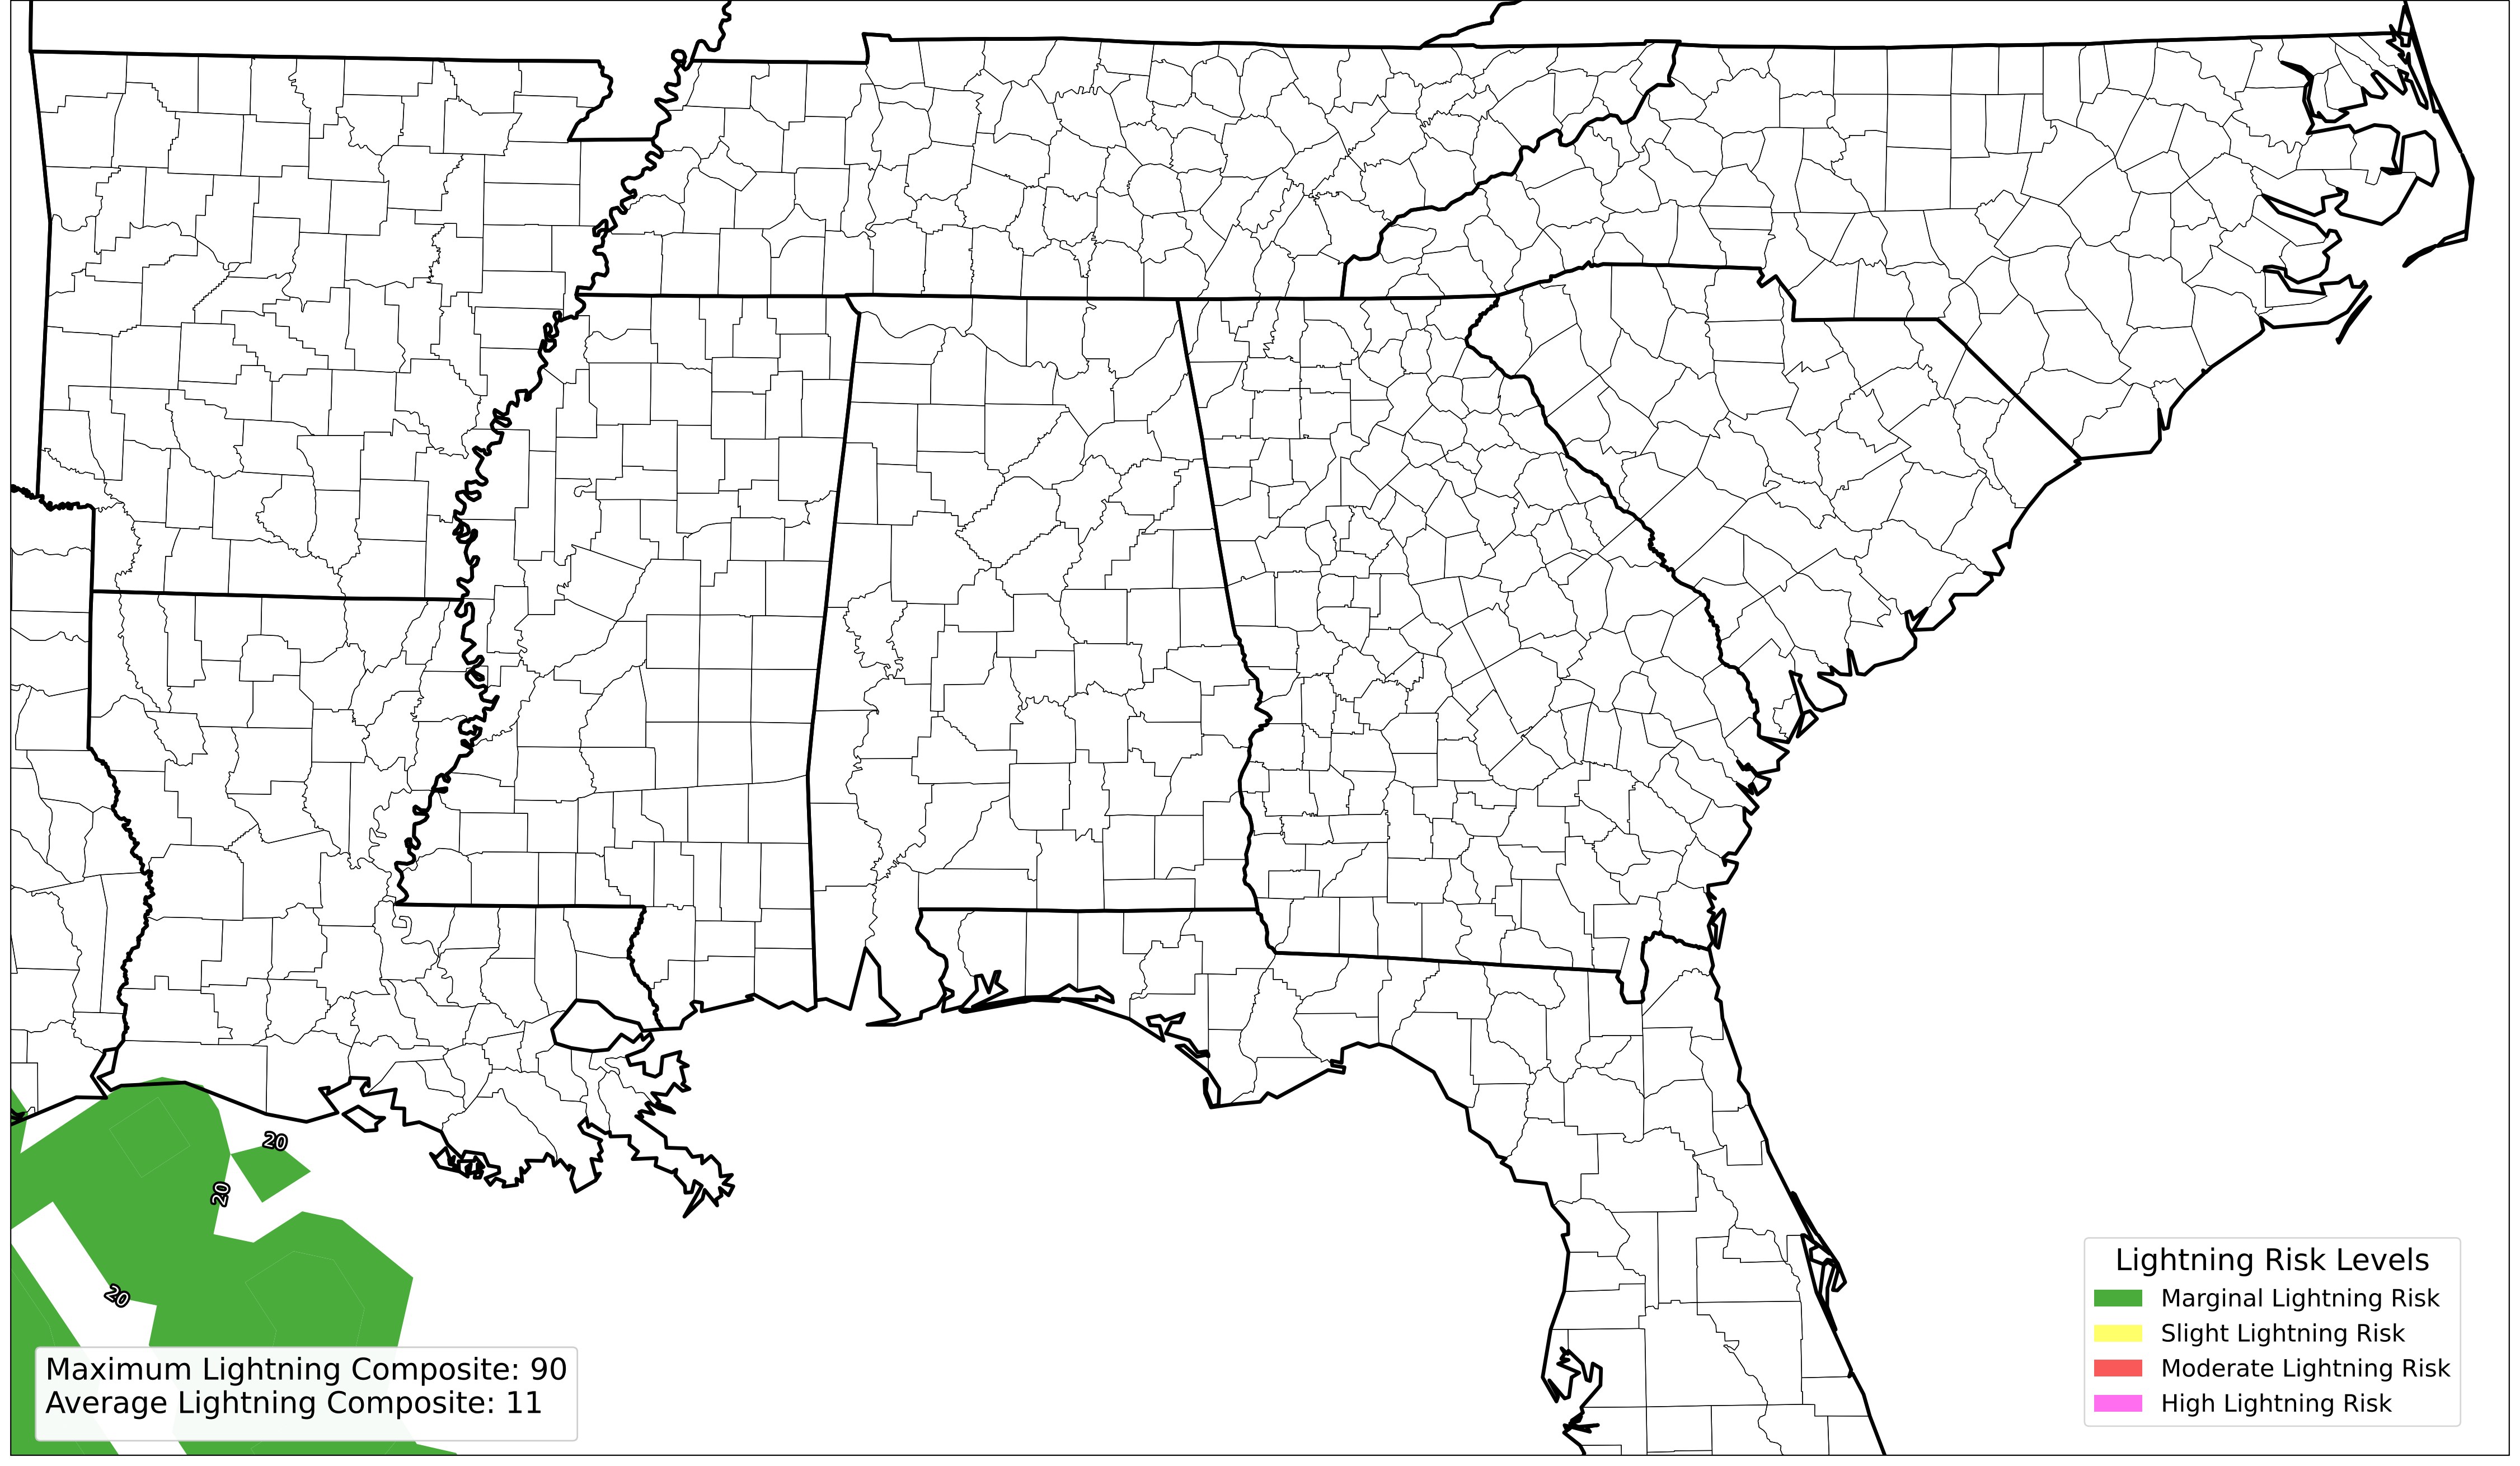 20
20
20
Lightning Risk Levels
Marginal Lightning Risk
Slight Lightning Risk
Moderate Lightning Risk
High Lightning Risk
Maximum Lightning Composite: 90
Average Lightning Composite: 11